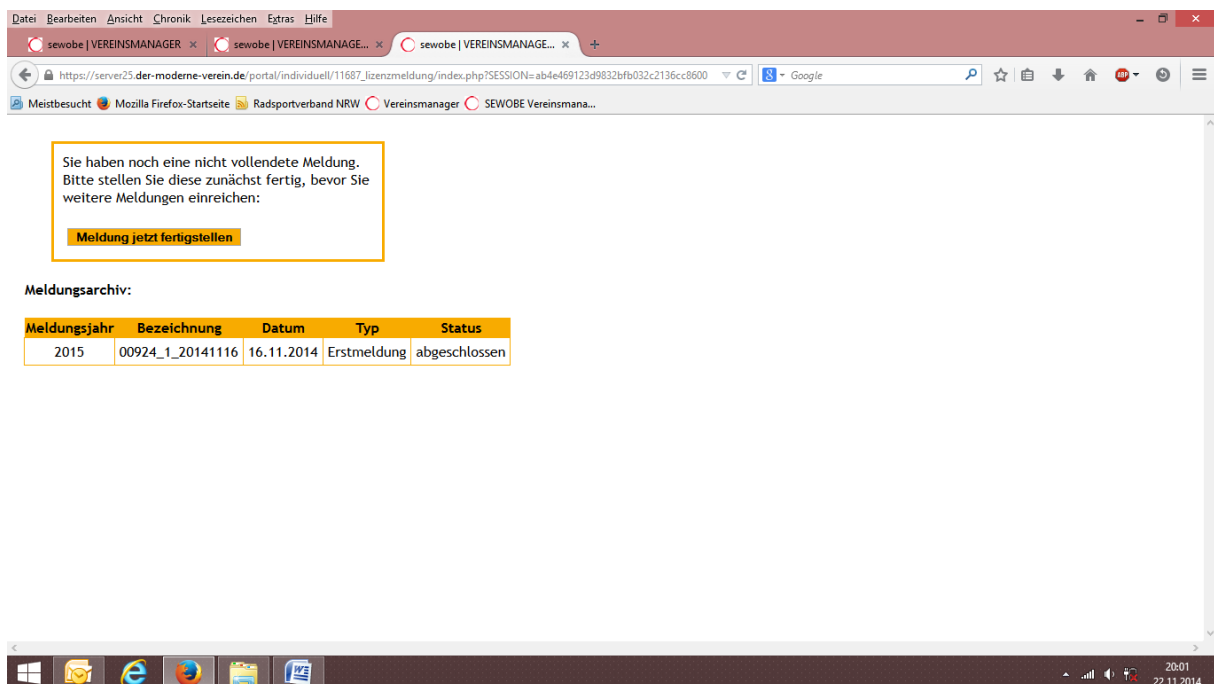 Datei Bearbeiten Ansicht Chronik Lesezeichen Extras Hilfe
sewobe | VEREINSMANAGER × sewobe | VEREINSMANAGE... × sewobe | VEREINSMANAGE... × +
https://server25.der-moderne-verein.de/portal/individuell/11687_lizenzmeldung/index.php?SESSION=ab4e469123d9832bfb032c2136cc8600 Google
Meistbesucht Mozilla Firefox-Startseite Radsportverband NRW Vereinsmanager SEWOBE Vereinsmana...
Sie haben noch eine nicht vollendete Meldung.
Bitte stellen Sie diese zunächst fertig, bevor Sie
weitere Meldungen einreichen:
Meldung jetzt fertigstellen
Meldungsarchiv:
Meldungsjahr Bezeichnung Datum Typ Status
2015 00924_1_20141116 16.11.2014 Erstmeldung abgeschlossen
20:01
22.11.2014